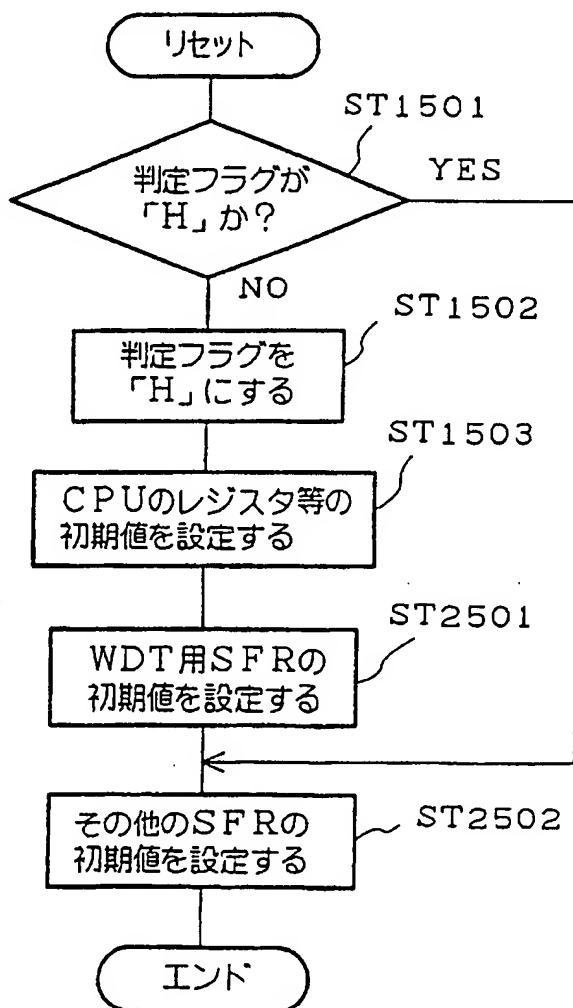 リセット
ST1501
判定フラグが
「H」か?
YES
NO
ST1502
判定フラグを
「H」にする
ST1503
CPUのレジスタ等の
初期値を設定する
ST2501
WDT用SFRの
初期値を設定する
その他のSFRの
初期値を設定する
ST2502
エンド